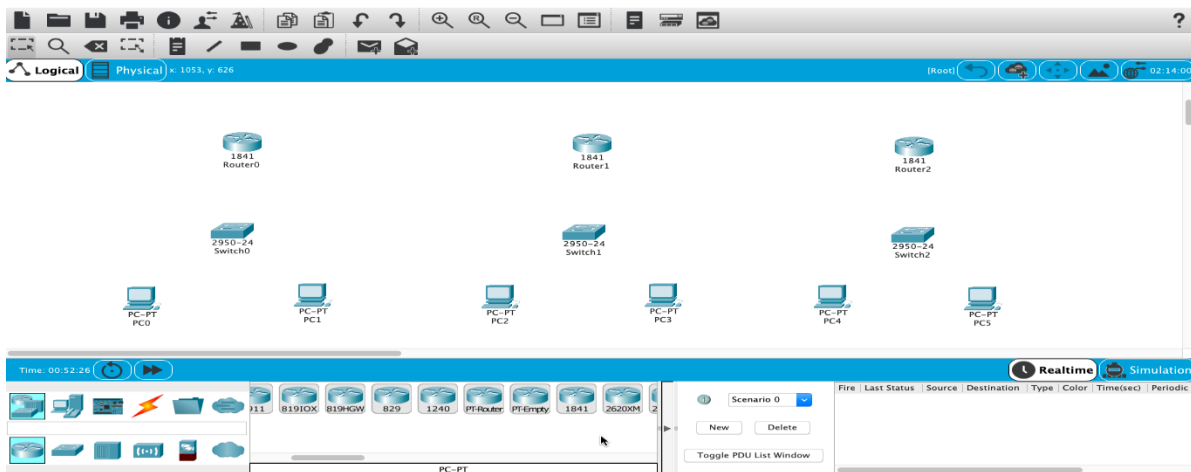 ?
Logical Physical x: 1053, y: 626 [Root] 02:14:00
1841
Router0
1841
Router1
1841
Router2
2950-24
Switch0
2950-24
Switch1
2950-24
Switch2
PC-PT
PC0
PC-PT
PC1
PC-PT
PC2
PC-PT
PC3
PC-PT
PC4
PC-PT
PC5
Time: 00:52:26 Realtime Simulation
Fire Last Status Source Destination Type Color Time(sec) Periodic
819IOX 819HGW 829 1240 PT-Router PT-Empty 1841 2620XM
Scenario 0
New Delete
Toggle PDU List Window
PC-PT